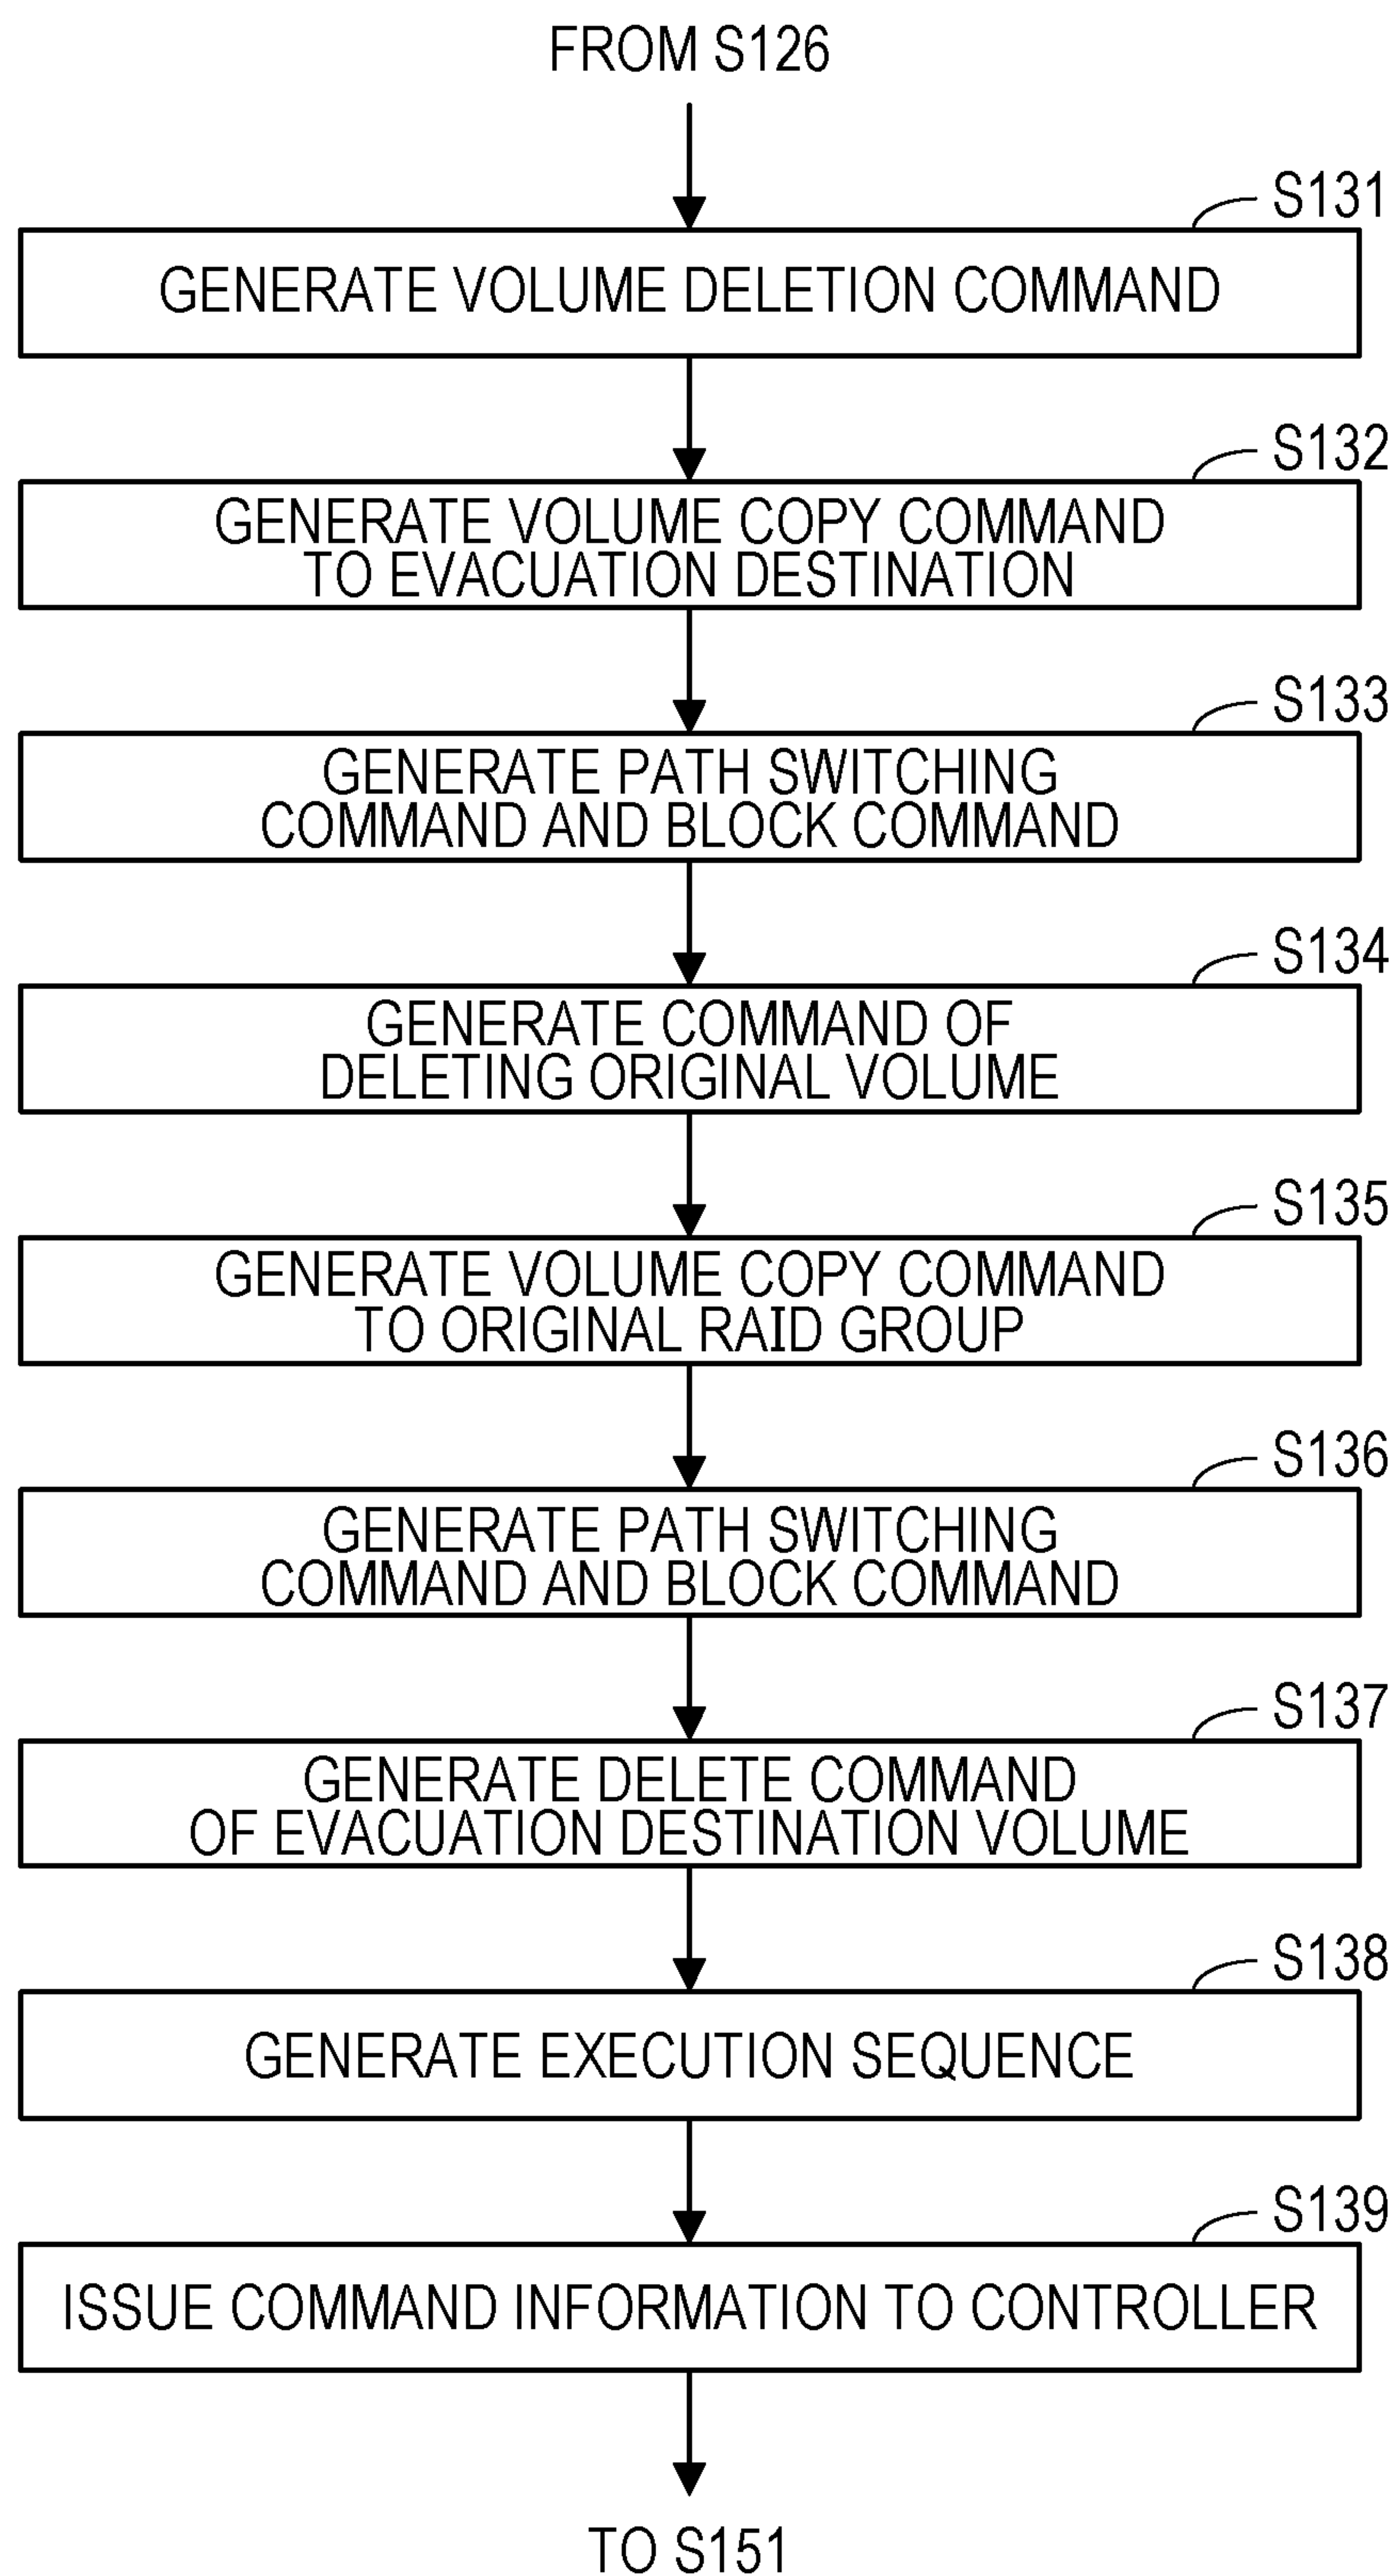 FROM S126
S131
GENERATE VOLUME DELETION COMMAND
S132
GENERATE VOLUME COPY COMMAND
TO EVACUATION DESTINATION
S133
GENERATE PATH SWITCHING
COMMAND AND BLOCK COMMAND
S134
GENERATE COMMAND OF
DELETING ORIGINAL VOLUME
S135
GENERATE VOLUME COPY COMMAND
TO ORIGINAL RAID GROUP
S136
GENERATE PATH SWITCHING
COMMAND AND BLOCK COMMAND
S137
GENERATE DELETE COMMAND
OF EVACUATION DESTINATION VOLUME
S138
GENERATE EXECUTION SEQUENCE
S139
ISSUE COMMAND INFORMATION TO CONTROLLER
TO S151